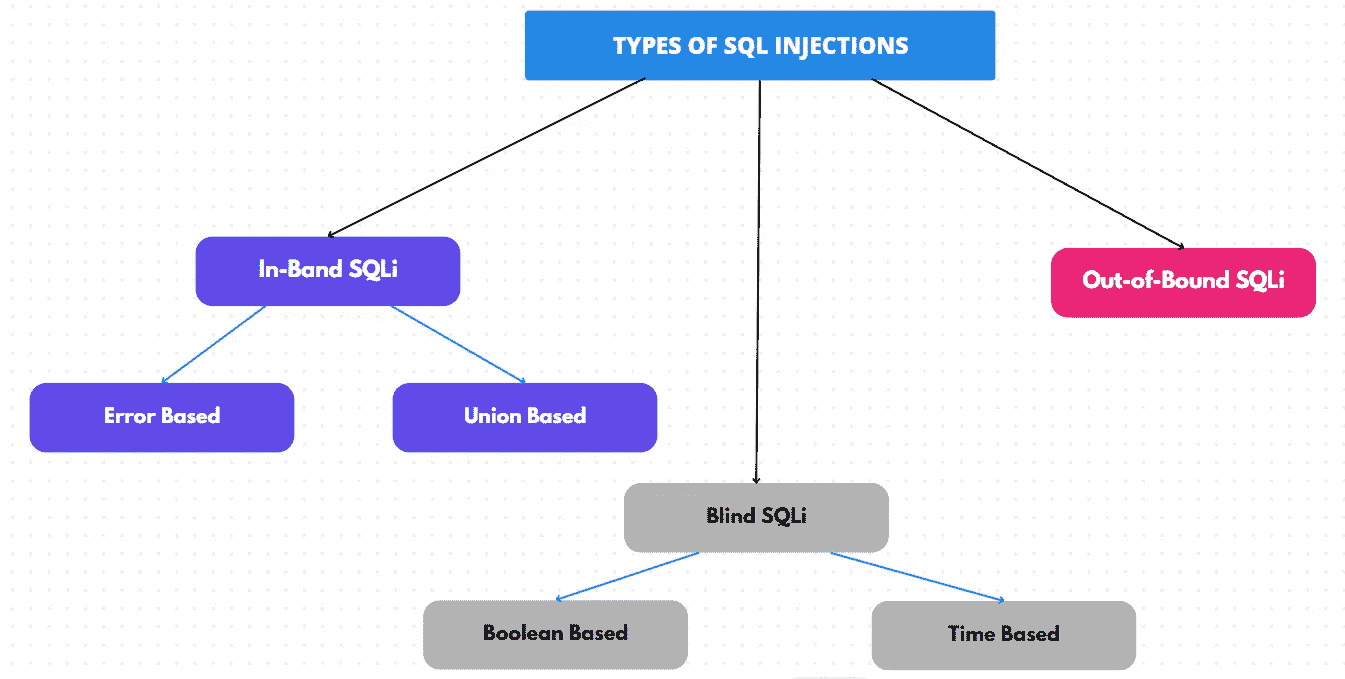 TYPES OF SQL INJECTIONS
In-Band SQLi
Out-of-Bound SQLi
Error Based
Union Based
Blind SQLi
Boolean Based
Time Based